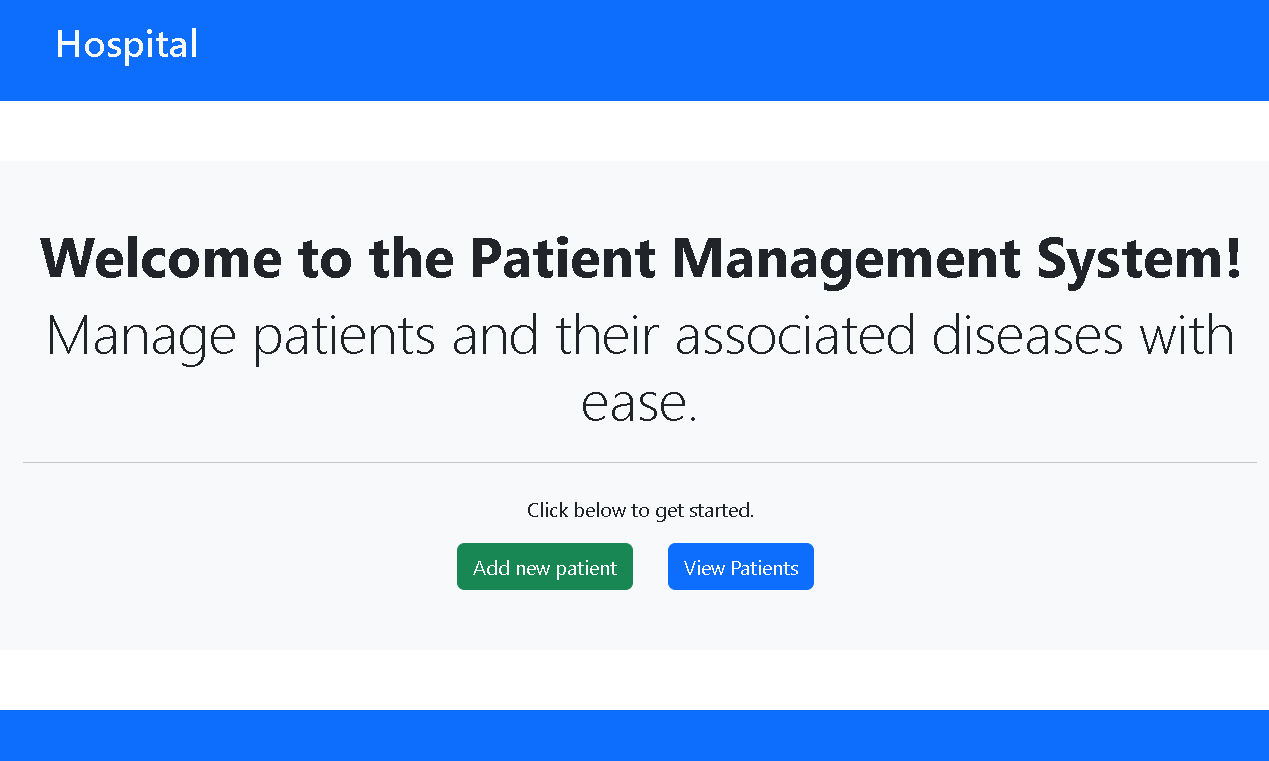 Hospital
Welcome to the Patient Management System!
Manage patients and their associated diseases with
ease.
Click below to get started.
Add new patient
View Patients